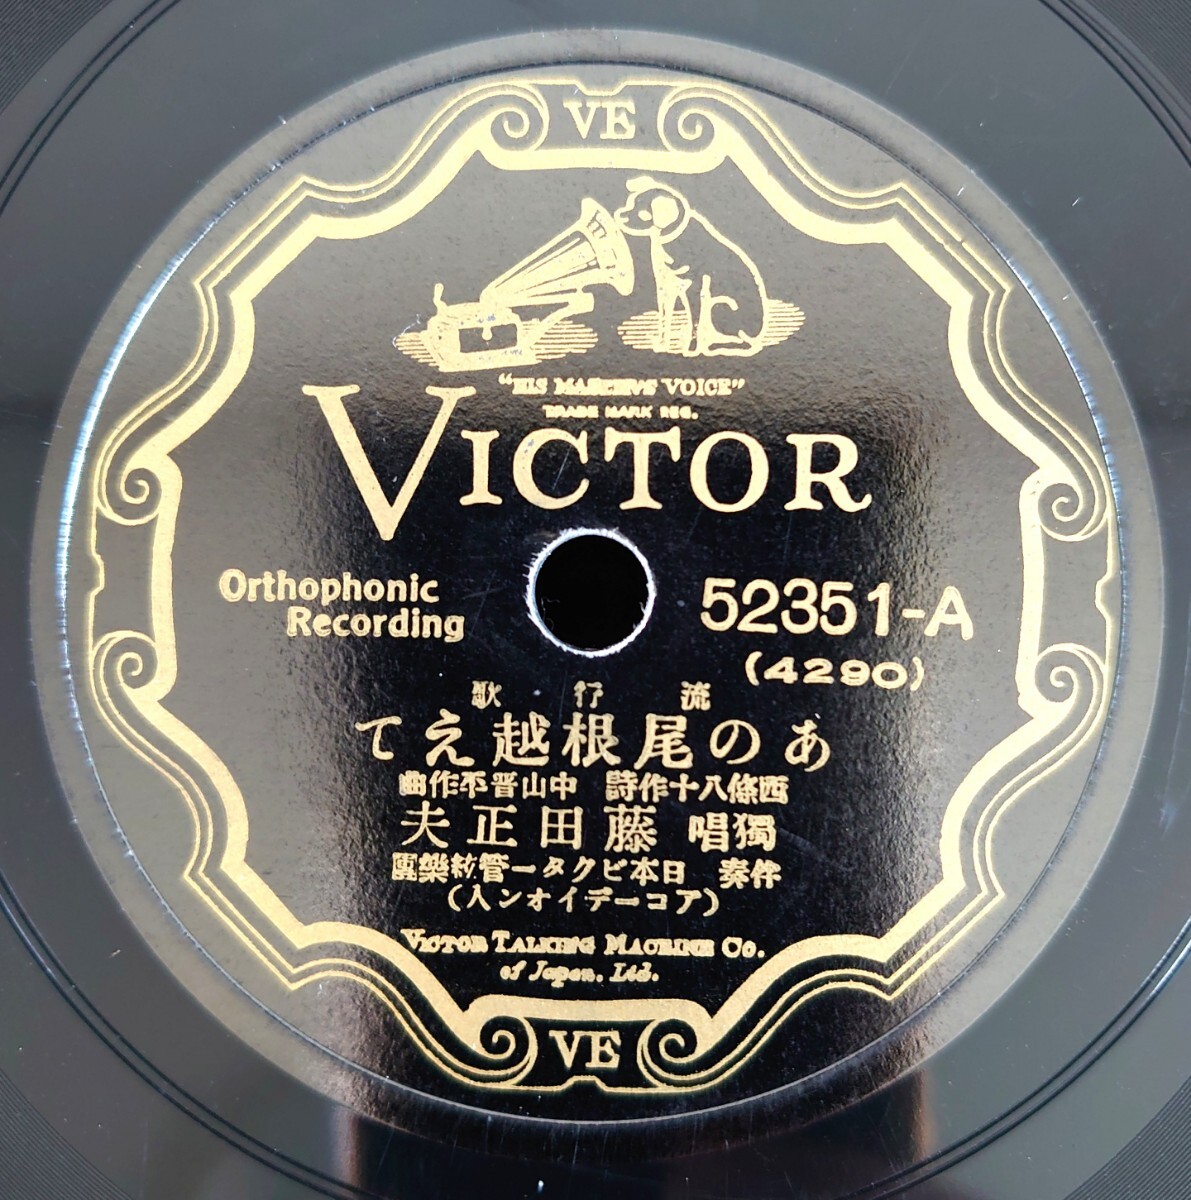 VE
"HIS MASTER'S VOICE"
TRADE MARK REG.
VICTOR
Orthophonic
Recording
52351-A
(4290)
流行歌
あの尾根越えて
西條八十作詩 中山晋平作曲
獨唱 藤田正夫
伴奏 日本ビクター管絃樂團
(アコーデイオン入)
VICTOR TALKING MACHINE Co.
of Japan. Ltd.
VE